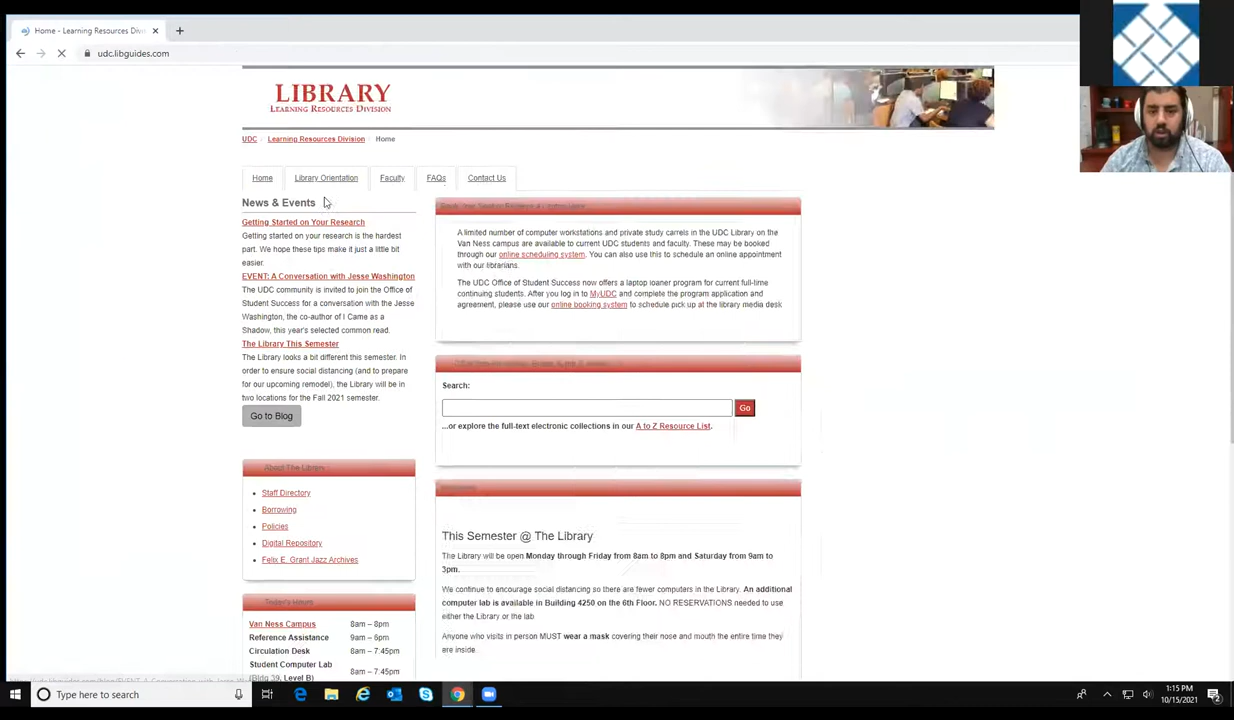 Home - Learning Resources Divi
udc.libguides.com
LIBRARY
LEARNING RESOURCES DIVISION
UDC
Learning Resources Division
Home
Home
Library Orientation
Faculty
FAQs
Contact Us
News & Events
Getting Started on Your Research
Getting started on your research is the hardest
part. We hope these tips make it just a little bit
easier.
EVENT: A Conversation with Jesse Washington
The UDC community is invited to join the Office of
Student Success for a conversation with the Jesse
Washington, the co-author of I Came as a
Shadow, this year's selected common read.
The Library This Semester
The Library looks a bit different this semester. In
order to ensure social distancing (and to prepare
for our upcoming remodel), the Library will be in
two locations for the Fall 2021 semester.
Go to Blog
About The Library
Staff Directory
Borrowing
Policies
Digital Repository
Felix E. Grant Jazz Archives
Today's Hours
Van Ness Campus 8am – 8pm
Reference Assistance 9am – 6pm
Circulation Desk 8am – 7:45pm
Student Computer Lab
(Bldg 39, Level B) 8am – 7:45pm
A limited number of computer workstations and private study carrels in the UDC Library on the
Van Ness campus are available to current UDC students and faculty. These may be booked
through our online scheduling system. You can also use this to schedule an online appointment
with our librarians.
The UDC Office of Student Success now offers a laptop loaner program for current full-time
continuing students. After you log in to MyUDC and complete the program application and
agreement, please use our online booking system to schedule pick up at the library media desk
Search:
Go
...or explore the full-text electronic collections in our A to Z Resource List.
This Semester @ The Library
The Library will be open Monday through Friday from 8am to 8pm and Saturday from 9am to
3pm.
We continue to encourage social distancing so there are fewer computers in the Library. An additional
computer lab is available in Building 4250 on the 6th Floor. NO RESERVATIONS needed to use
either the Library or the lab
Anyone who visits in person MUST wear a mask covering their nose and mouth the entire time they
are inside.
Type here to search
1:15 PM
10/15/2021
2